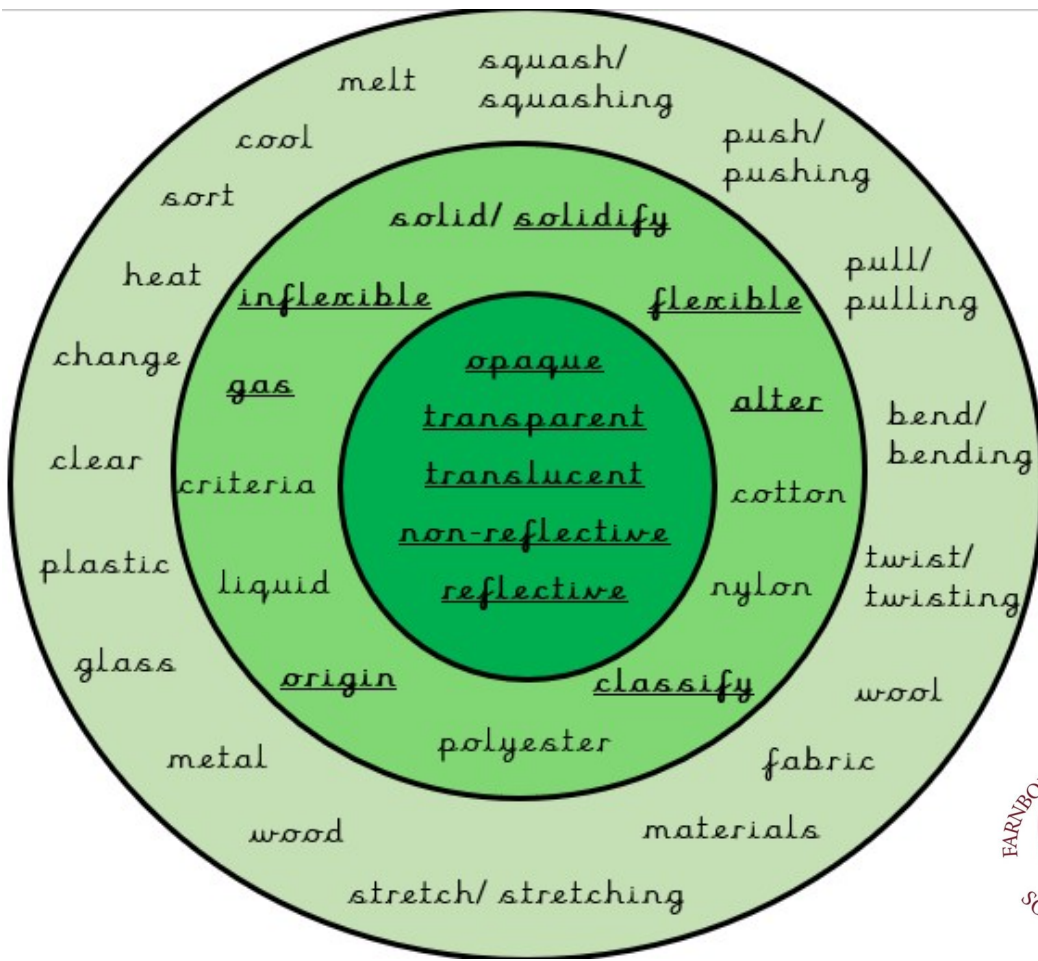 melt
squash/
squashing
cool
push/
pushing
sort
solid/ solidify
heat
inflexible
flexible
pull/
pulling
change
gas
opaque
alter
transparent
bend/
bending
clear
criteria
translucent
cotton
non-reflective
plastic
liquid
reflective
nylon
twist/
twisting
glass
origin
classify
wool
metal
polyester
fabric
wood
materials
stretch/ stretching